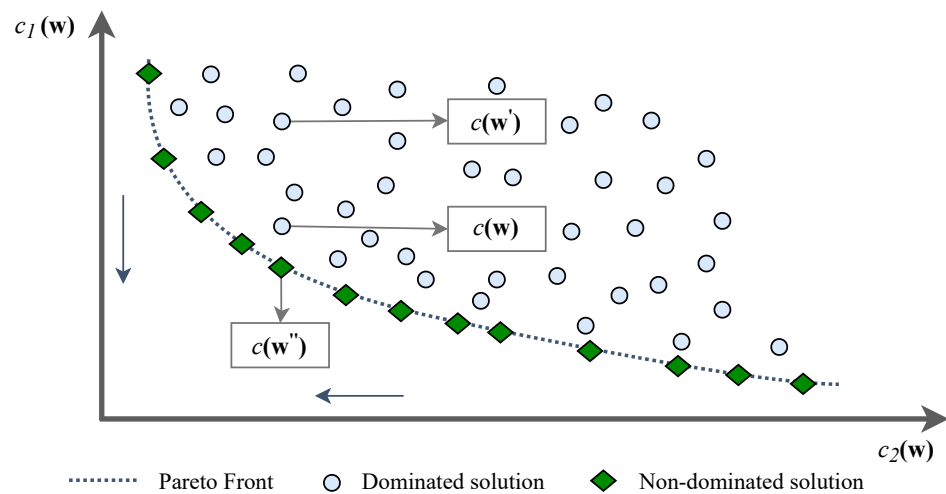 c1(w)
c(w')
c(w)
c(w'')
c2(w)
Pareto Front Dominated solution Non-dominated solution